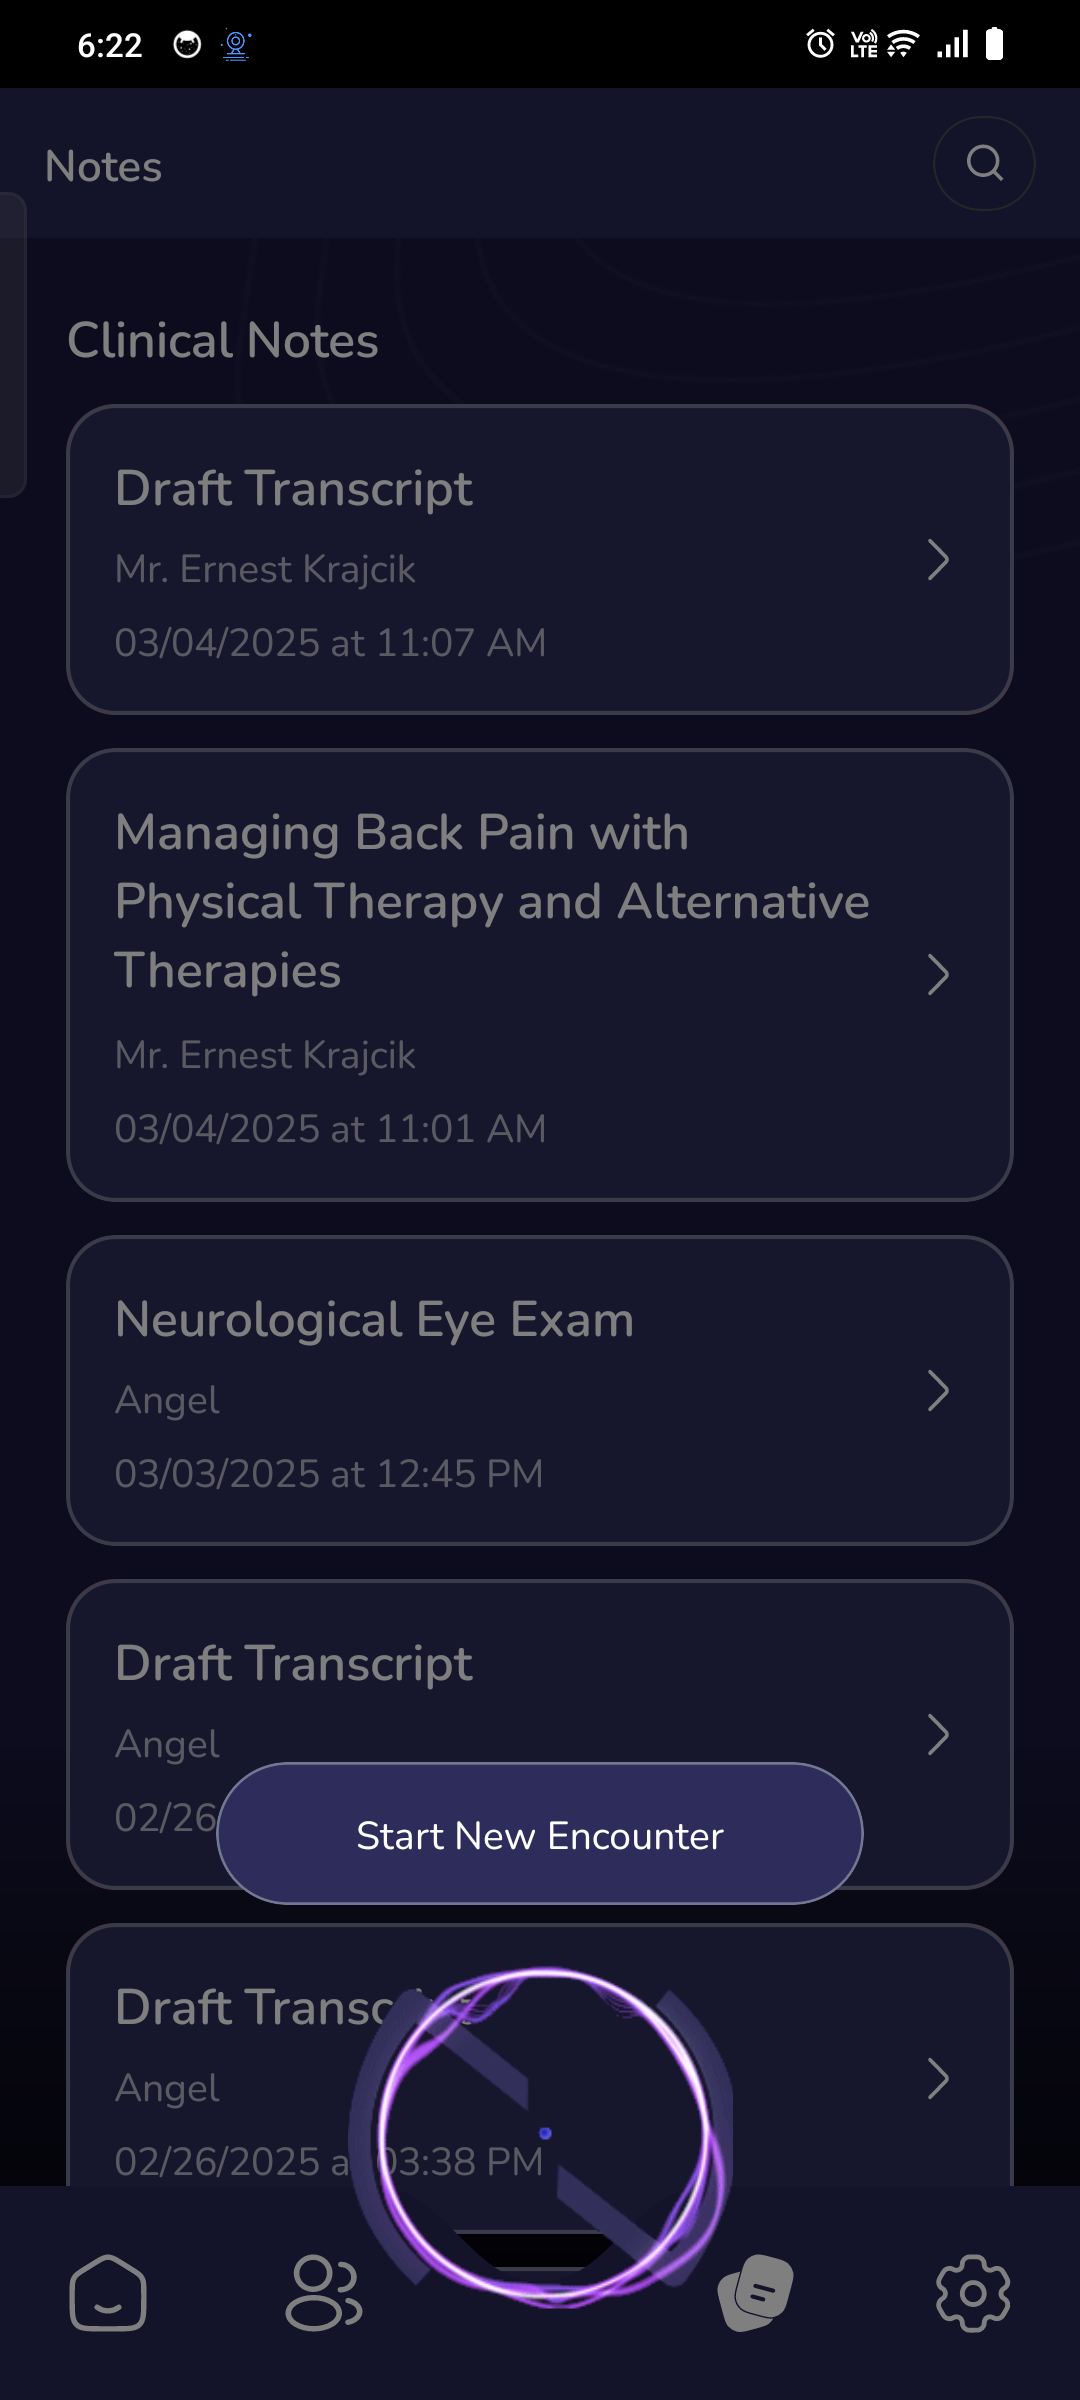 6:22
Vo)) LTE
Notes
Clinical Notes
Draft Transcript
Mr. Ernest Krajcik
03/04/2025 at 11:07 AM
Managing Back Pain with
Physical Therapy and Alternative
Therapies
Mr. Ernest Krajcik
03/04/2025 at 11:01 AM
Neurological Eye Exam
Angel
03/03/2025 at 12:45 PM
Draft Transcript
Angel
02/26
Start New Encounter
Draft Transc
Angel
02/26/2025 a 03:38 PM